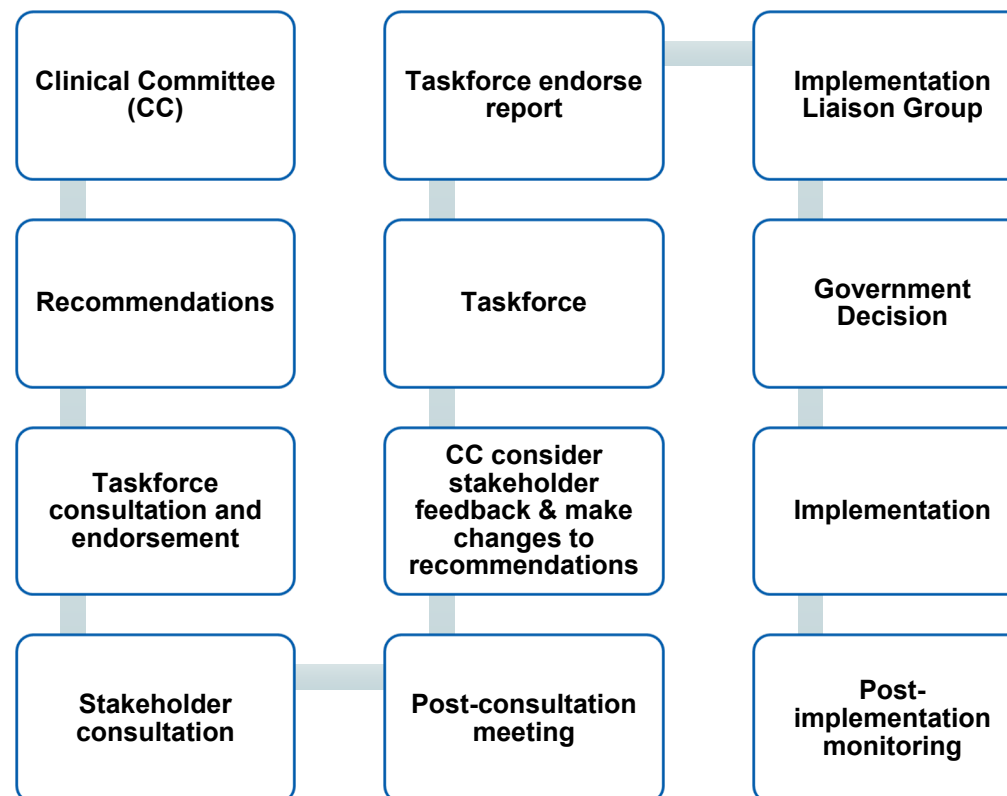 Clinical Committee
(CC)
Recommendations
Taskforce
consultation and
endorsement
Stakeholder
consultation
Post-consultation
meeting
CC consider
stakeholder
feedback & make
changes to
recommendations
Taskforce
Taskforce endorse
report
Implementation
Liaison Group
Government
Decision
Implementation
Post-
implementation
monitoring